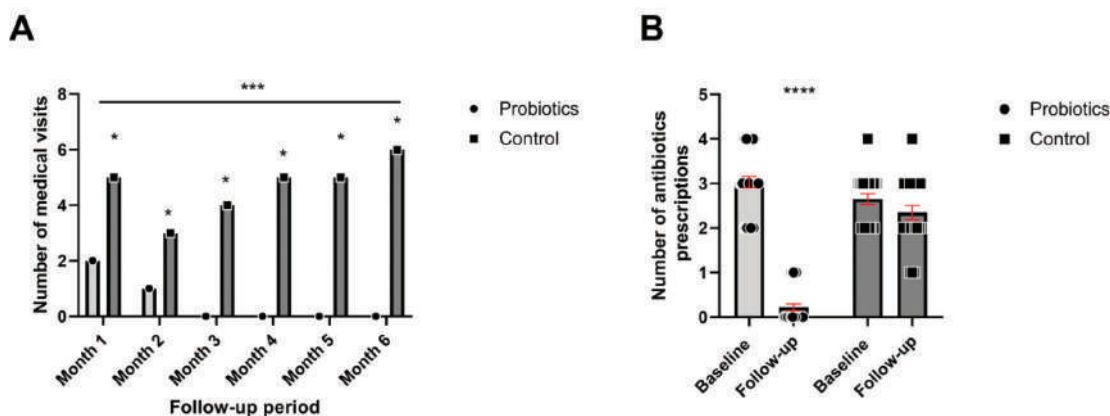 A
***
8
6
4
2
0
*
*
*
*
*
*
Number of medical visits
Month 1
Month 2
Month 3
Month 4
Month 5
Month 6
Follow-up period
Probiotics
Control
B
****
5
4
3
2
1
0
Number of antibiotics
prescriptions
Baseline
Follow-up
Baseline
Follow-up
Probiotics
Control